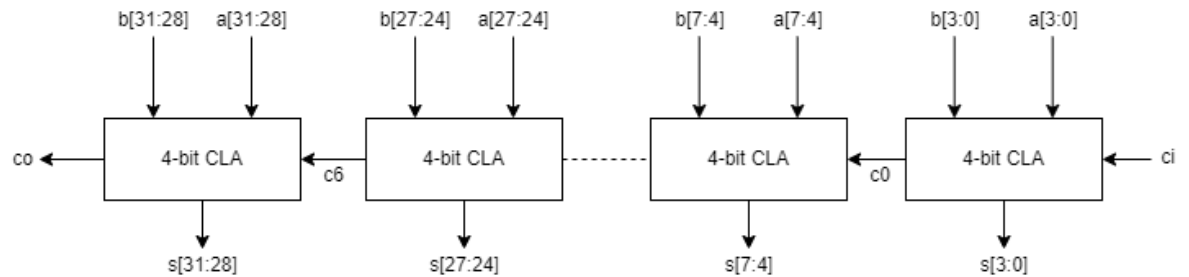 b[31:28] a[31:28] b[27:24] a[27:24] b[7:4] a[7:4] b[3:0] a[3:0]
co 4-bit CLA c6 4-bit CLA 4-bit CLA c0 4-bit CLA ci
s[31:28] s[27:24] s[7:4] s[3:0]